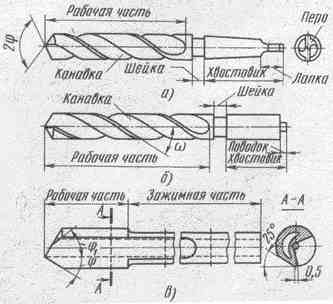 Рабочая часть
Перо
2φ
Канавка
Шейка
Хвостовик
Лапка
а)
Шейка
Канавка
ω
Рабочая часть
Поводок
Хвостовик
б)
Рабочая часть
Зажимная часть
А-А
А
φ
φ
25°
0,5
А
в)